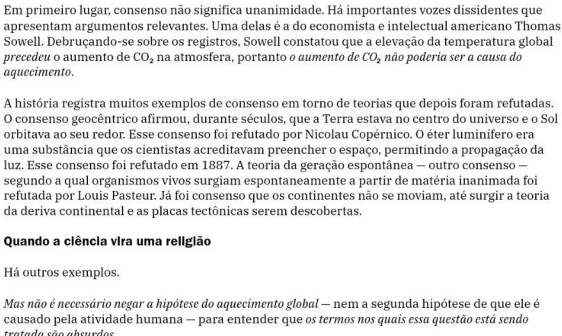 Em primeiro lugar, consenso não significa unanimidade. Há importantes vozes dissidentes que
apresentam argumentos relevantes. Uma delas é a do economista e intelectual americano Thomas
Sowell. Debruçando-se sobre os registros, Sowell constatou que a elevação da temperatura global
precedeu o aumento de CO₂ na atmosfera, portanto o aumento de CO₂ não poderia ser a causa do
aquecimento.
A história registra muitos exemplos de consenso em torno de teorias que depois foram refutadas.
O consenso geocêntrico afirmou, durante séculos, que a Terra estava no centro do universo e o Sol
orbitava ao seu redor. Esse consenso foi refutado por Nicolau Copérnico. O éter luminífero era
uma substância que os cientistas acreditavam preencher o espaço, permitindo a propagação da
luz. Esse consenso foi refutado em 1887. A teoria da geração espontânea — outro consenso —
segundo a qual organismos vivos surgiam espontaneamente a partir de matéria inanimada foi
refutada por Louis Pasteur. Já foi consenso que os continentes não se moviam, até surgir a teoria
da deriva continental e as placas tectônicas serem descobertas.
Quando a ciência vira uma religião
Há outros exemplos.
Mas não é necessário negar a hipótese do aquecimento global — nem a segunda hipótese de que ele é
causado pela atividade humana — para entender que os termos nos quais essa questão está sendo
tratada são absurdos.